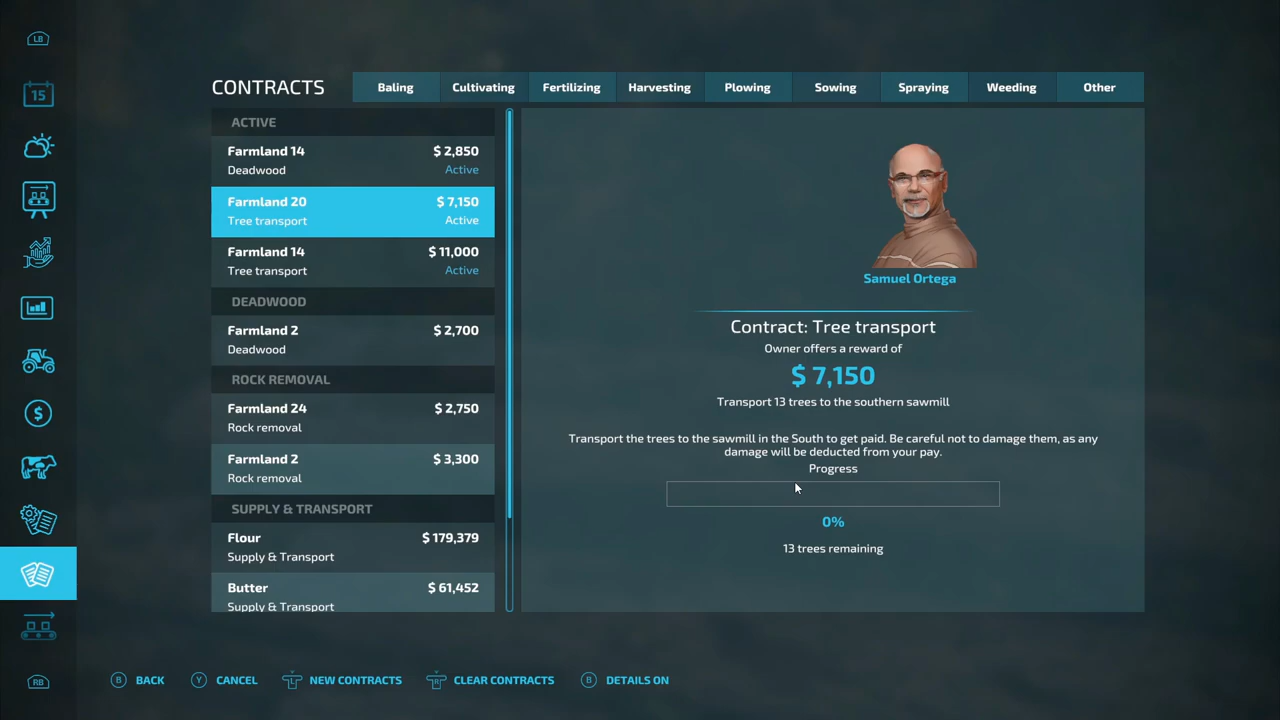 LB
15
$
RB
CONTRACTS
Baling
Cultivating
Fertilizing
Harvesting
Plowing
Sowing
Spraying
Weeding
Other
ACTIVE
Farmland 14 $ 2,850
Deadwood Active
Farmland 20 $ 7,150
Tree transport Active
Farmland 14 $ 11,000
Tree transport Active
DEADWOOD
Farmland 2 $ 2,700
Deadwood
ROCK REMOVAL
Farmland 24 $ 2,750
Rock removal
Farmland 2 $ 3,300
Rock removal
SUPPLY & TRANSPORT
Flour $ 179,379
Supply & Transport
Butter $ 61,452
Supply & Transport
Samuel Ortega
Contract: Tree transport
Owner offers a reward of
$ 7,150
Transport 13 trees to the southern sawmill
Transport the trees to the sawmill in the South to get paid. Be careful not to damage them, as any
damage will be deducted from your pay.
Progress
0%
13 trees remaining
B BACK
Y CANCEL
L NEW CONTRACTS
R CLEAR CONTRACTS
B DETAILS ON